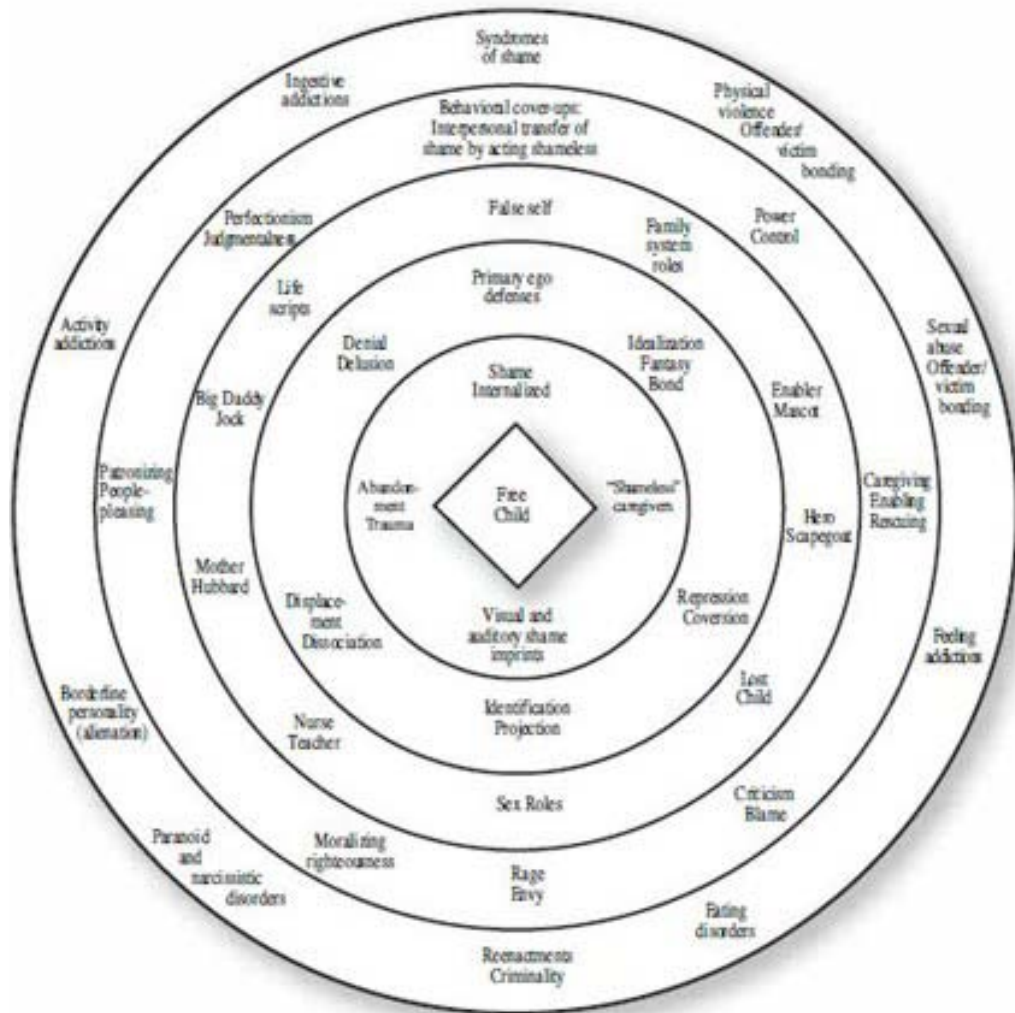 Syndromes
of shame
Physical
violence
Offender/
victim
bonding
Sexual
abuse
Offender/
victim
bonding
Feeling
addictions
Eating
disorders
Reenactments
Criminality
Paranoid
and
narcissistic
disorders
Borderline
personality
(alienation)
Activity
addictions
Ingestive
addictions
Behavioral cover-ups:
Interpersonal transfer of
shame by acting shameless
Power
Control
Caregiving
Enabling
Rescuing
Criticism
Blame
Rage
Envy
Moralizing
righteousness
Patronizing
People-
pleasing
Perfectionism
Judgmentalness
False self
Family
system
roles
Enabler
Mascot
Hero
Scapegoat
Lost
Child
Sex Roles
Nurse
Teacher
Mother
Hubbard
Big Daddy
Jock
Life
scripts
Primary ego
defenses
Idealization
Fantasy
Bond
Repression
Coversion
Identification
Projection
Displace-
ment
Dissociation
Denial
Delusion
Shame
Internalized
"Shameless"
caregivers
Visual and
auditory shame
imprints
Abandon-
ment
Trauma
Free
Child